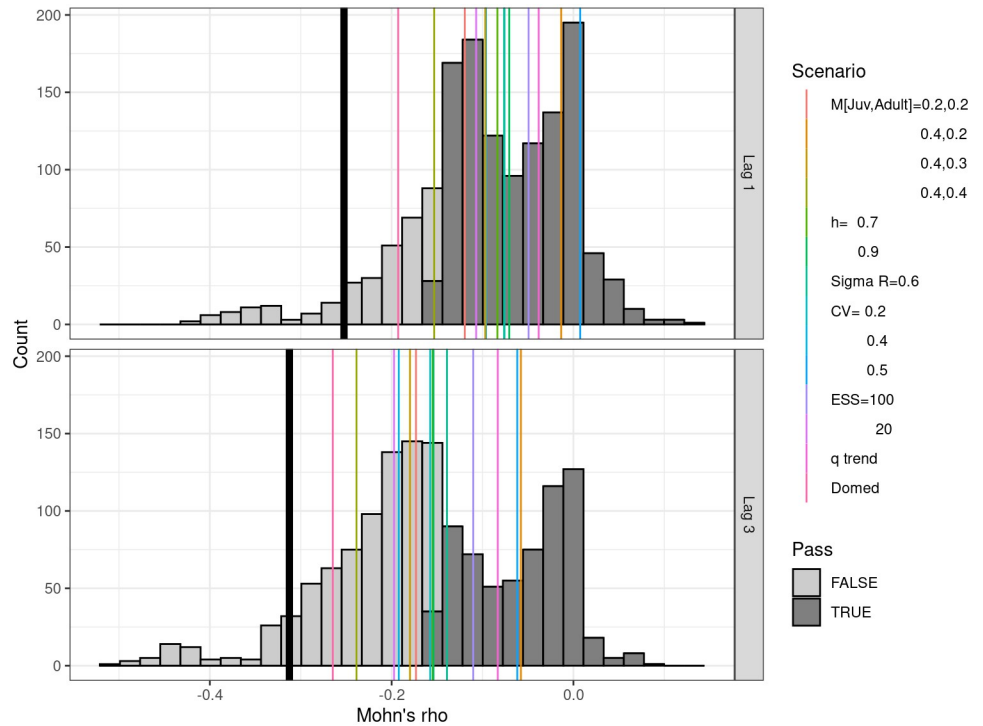 200
150
100
50
0
Lag 1
200
150
100
50
0
Lag 3
Count
-0.4
-0.2
0.0
Mohn's rho
Scenario
M[Juv,Adult]=0.2,0.2
0.4,0.2
0.4,0.3
0.4,0.4
h= 0.7
0.9
Sigma R=0.6
CV= 0.2
0.4
0.5
ESS=100
20
q trend
Domed
Pass
FALSE
TRUE